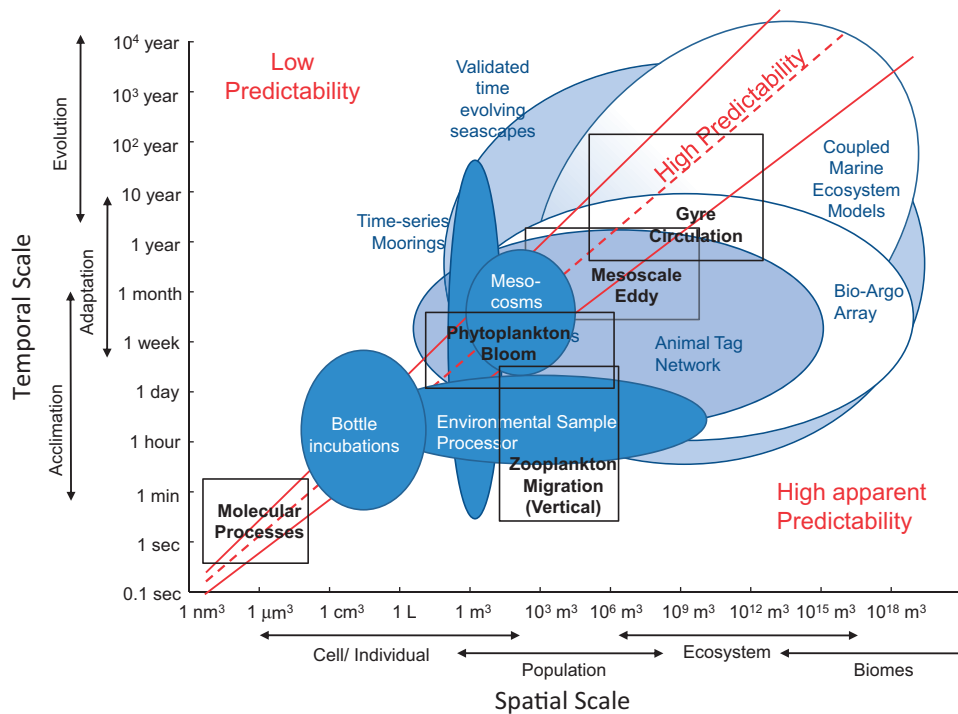 10⁴ year
10³ year
10² year
10 year
1 year
1 month
1 week
1 day
1 hour
1 min
1 sec
0.1 sec
Temporal Scale
Evolution
Adaptation
Acclimation
Low
Predictability
Validated
time
evolving
seascapes
High Predictability
Coupled
Marine
Ecosystem
Models
Time-series
Moorings
Gyre
Circulation
Meso-
cosms
Mesoscale
Eddy
Bio-Argo
Array
Phytoplankton
Bloom
s
Animal Tag
Network
Bottle
incubations
Environmental Sample
Processor
Zooplankton
Migration
(Vertical)
Molecular
Processes
High apparent
Predictability
1 nm³ 1 µm³ 1 cm³ 1 L 1 m³ 10³ m³ 10⁶ m³ 10⁹ m³ 10¹² m³ 10¹⁵ m³ 10¹⁸ m³
Cell/ Individual
Population
Ecosystem
Biomes
Spatial Scale